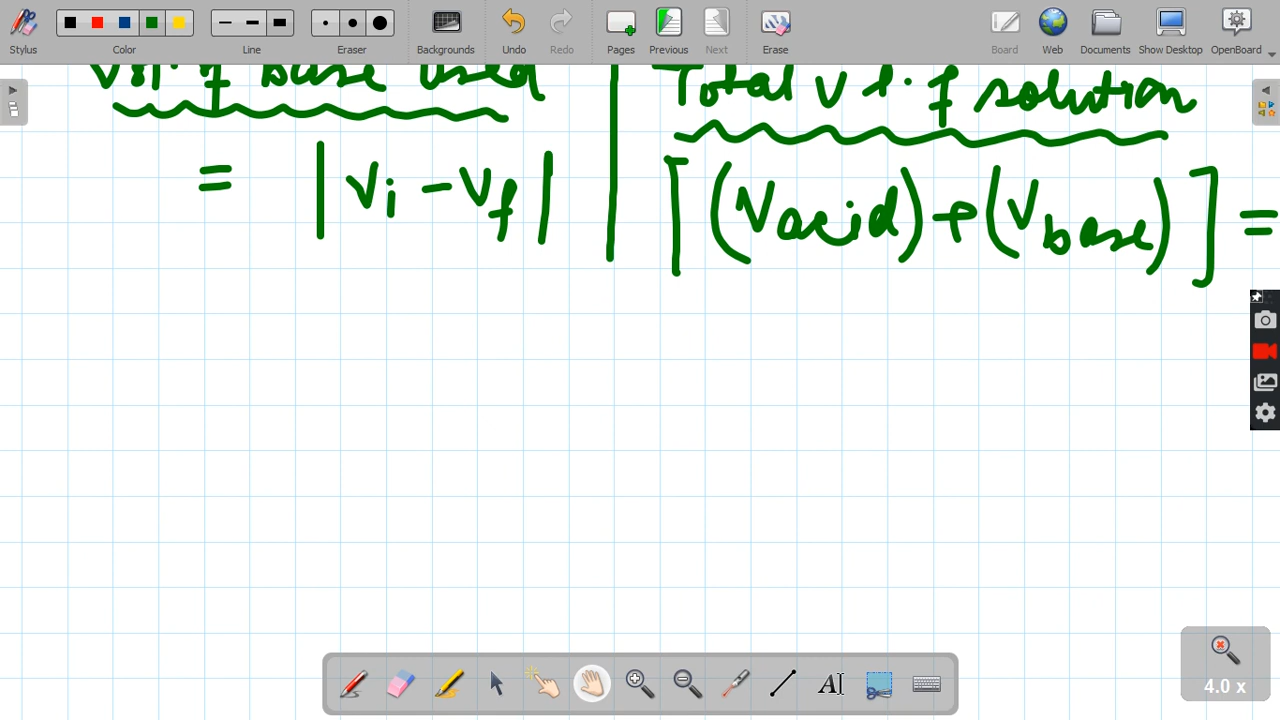 Stylus Color Line Eraser Backgrounds Undo Redo Pages Previous Next Erase Board Web Documents Show Desktop OpenBoard
Vol. of base used
Total vol. of solution
= | Vi - Vf |
[(Vacid) + (Vbase)] =
4.0 x